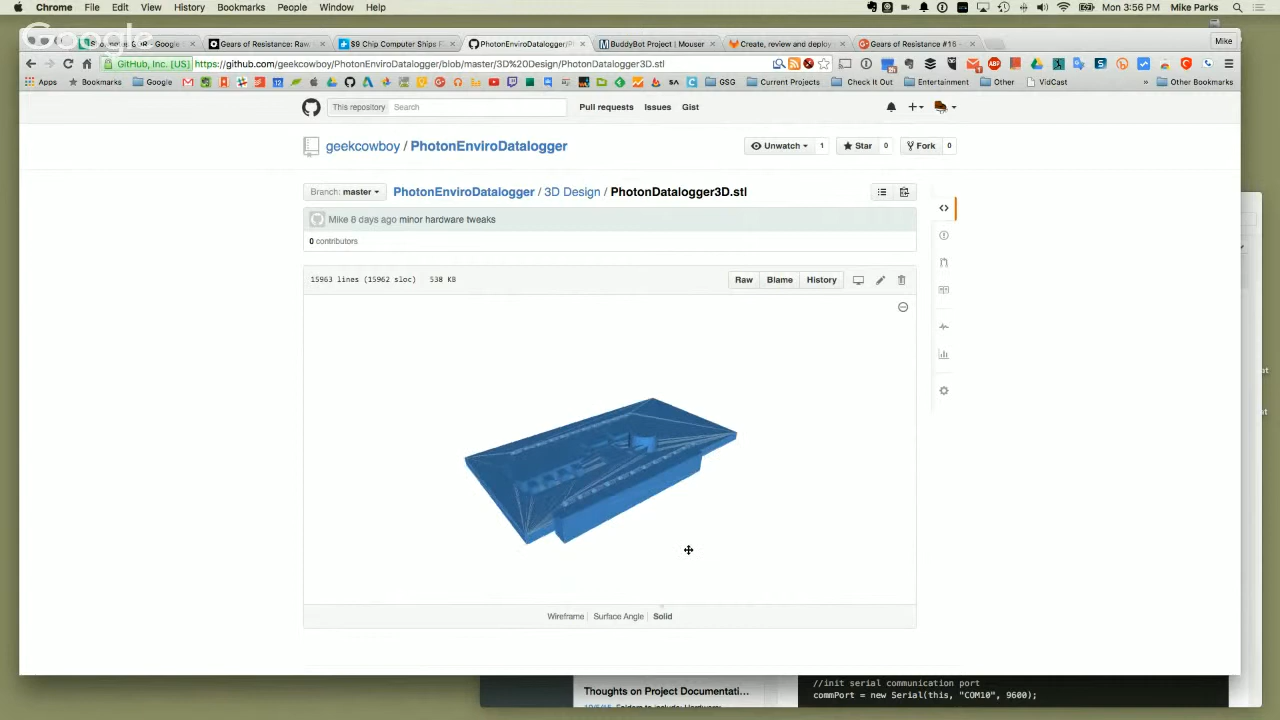 Chrome File Edit View History Bookmarks People Window Help
Mon 3:56 PM Mike Parks
Google
Gears of Resistance: Raw
$9 Chip Computer Ships F
PhotonEnviroDatalogger/P
BuddyBot Project | Mouser
Create, review and deploy
Gears of Resistance #16 -
Mike
GitHub, Inc. [US] https://github.com/geekcowboy/PhotonEnviroDatalogger/blob/master/3D%20Design/PhotonDatalogger3D.stl
Apps Bookmarks Google GSG Current Projects Check It Out Entertainment Other VidCast » Other Bookmarks
This repository Search Pull requests Issues Gist
geekcowboy / PhotonEnviroDatalogger
Unwatch 1 Star 0 Fork 0
Branch: master PhotonEnviroDatalogger / 3D Design / PhotonDatalogger3D.stl
Mike 8 days ago minor hardware tweaks
0 contributors
15963 lines (15962 sloc) 538 KB
Raw Blame History
Wireframe Surface Angle Solid
//init serial communication port
Thoughts on Project Documentati...
commPort = new Serial(this, "COM10", 9600);